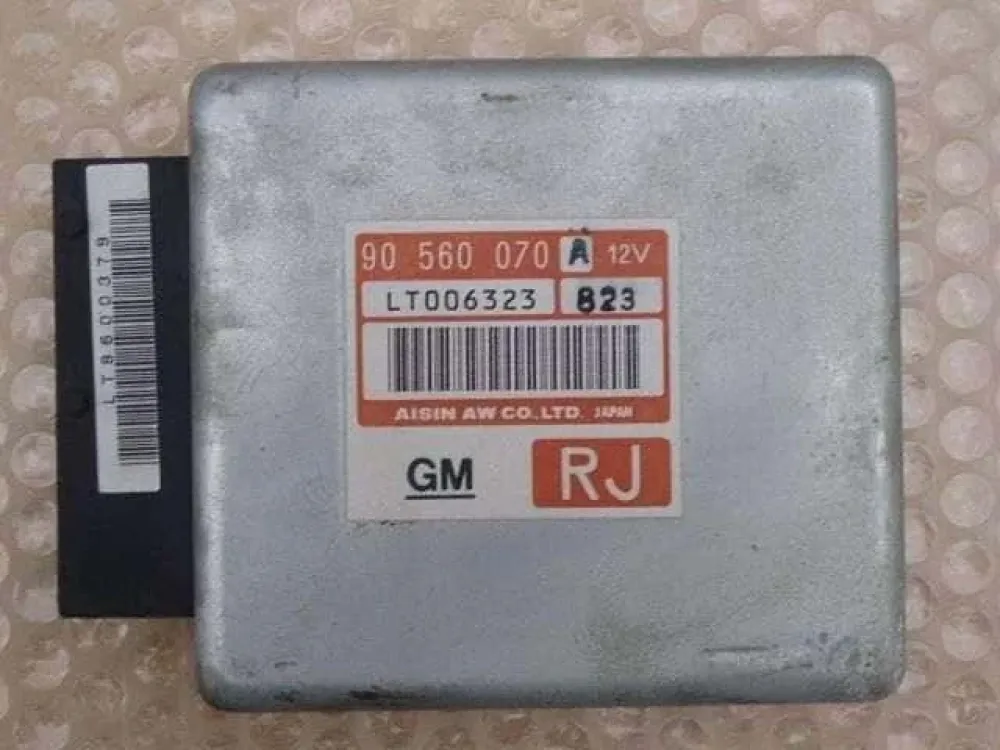 LT8600379
90 560 070 A 12V
LT006323 823
AISIN AW CO.,LTD. JAPAN
GM RJ